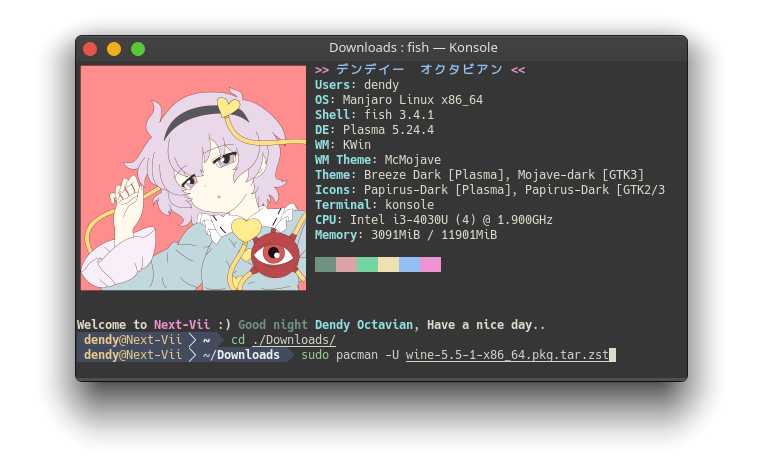 Downloads : fish — Konsole
>> デンデイー　オクタビアン <<
Users: dendy
OS: Manjaro Linux x86_64
Shell: fish 3.4.1
DE: Plasma 5.24.4
WM: KWin
WM Theme: McMojave
Theme: Breeze Dark [Plasma], Mojave-dark [GTK3]
Icons: Papirus-Dark [Plasma], Papirus-Dark [GTK2/3
Terminal: konsole
CPU: Intel i3-4030U (4) @ 1.900GHz
Memory: 3091MiB / 11901MiB
Welcome to Next-Vii :) Good night Dendy Octavian, Have a nice day..
dendy@Next-Vii ~ cd ./Downloads/
dendy@Next-Vii ~/Downloads sudo pacman -U wine-5.5-1-x86_64.pkg.tar.zst